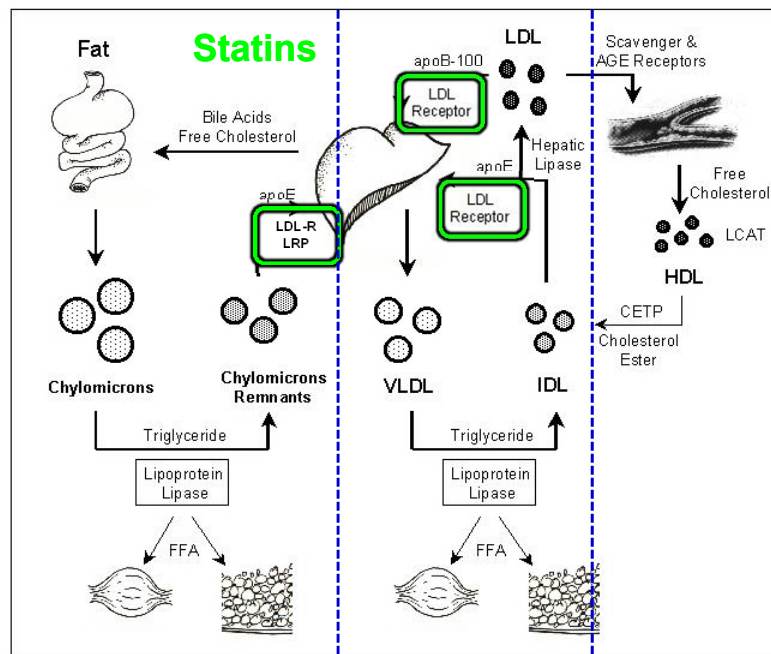 Fat
Statins
Bile Acids
Free Cholesterol
apoE
LDL-R
LRP
Chylomicrons
Chylomicrons
Remnants
Triglyceride
Lipoprotein
Lipase
FFA
LDL
apoB-100
LDL
Receptor
apoE
LDL
Receptor
Hepatic
Lipase
VLDL
IDL
Triglyceride
Lipoprotein
Lipase
FFA
Scavenger &
AGE Receptors
Free
Cholesterol
LCAT
HDL
CETP
Cholesterol
Ester